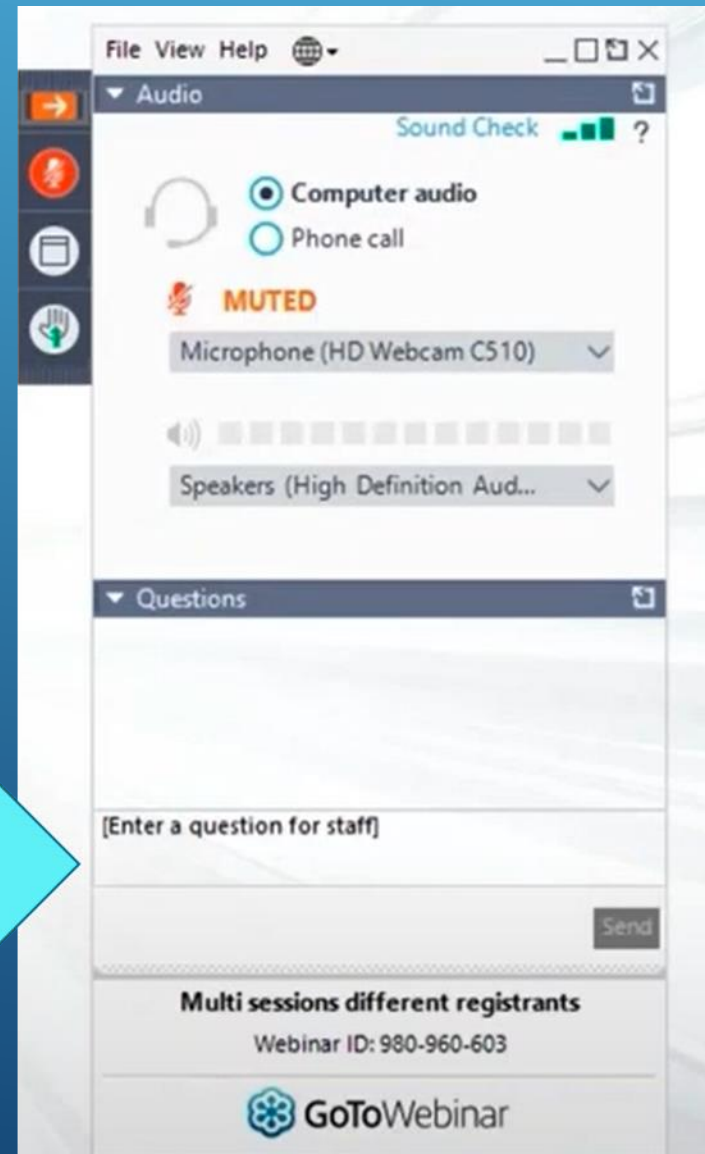 File View Help
Audio
Sound Check ?
Computer audio
Phone call
MUTED
Microphone (HD Webcam C510)
Speakers (High Definition Aud...
Questions
[Enter a question for staff]
Send
Multi sessions different registrants
Webinar ID: 980-960-603
GoToWebinar